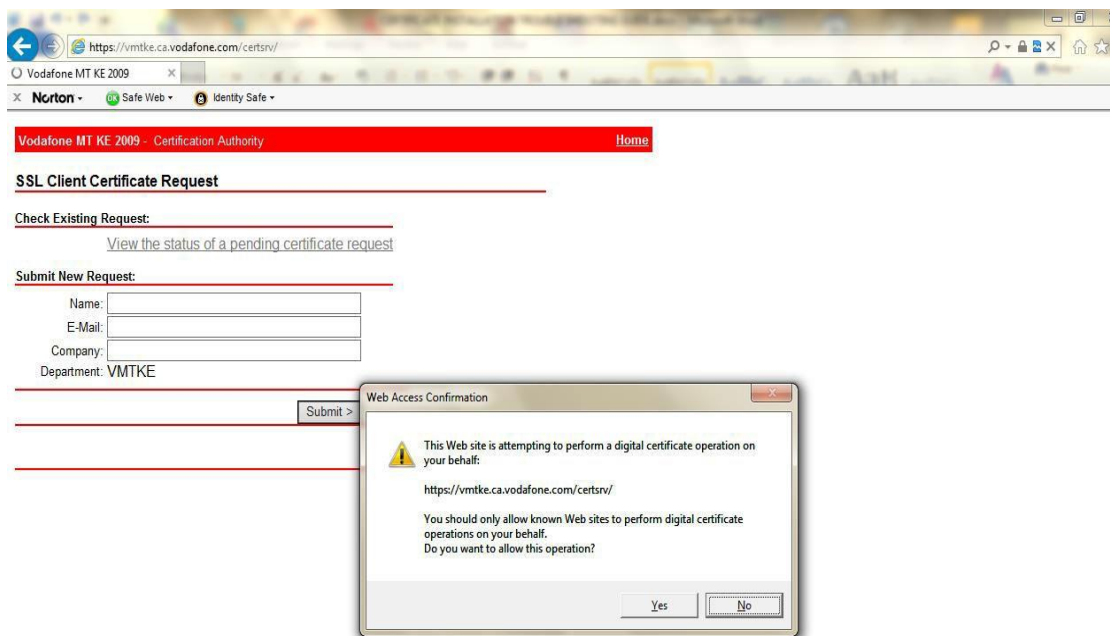 https://vmtke.ca.vodafone.com/certsrv/
Vodafone MT KE 2009
Norton
Safe Web
Identity Safe
Vodafone MT KE 2009 - Certification Authority Home
SSL Client Certificate Request
Check Existing Request:
View the status of a pending certificate request
Submit New Request:
Name:
E-Mail:
Company:
Department: VMTKE
Submit >
Web Access Confirmation
This Web site is attempting to perform a digital certificate operation on
your behalf:
https://vmtke.ca.vodafone.com/certsrv/
You should only allow known Web sites to perform digital certificate
operations on your behalf.
Do you want to allow this operation?
Yes No